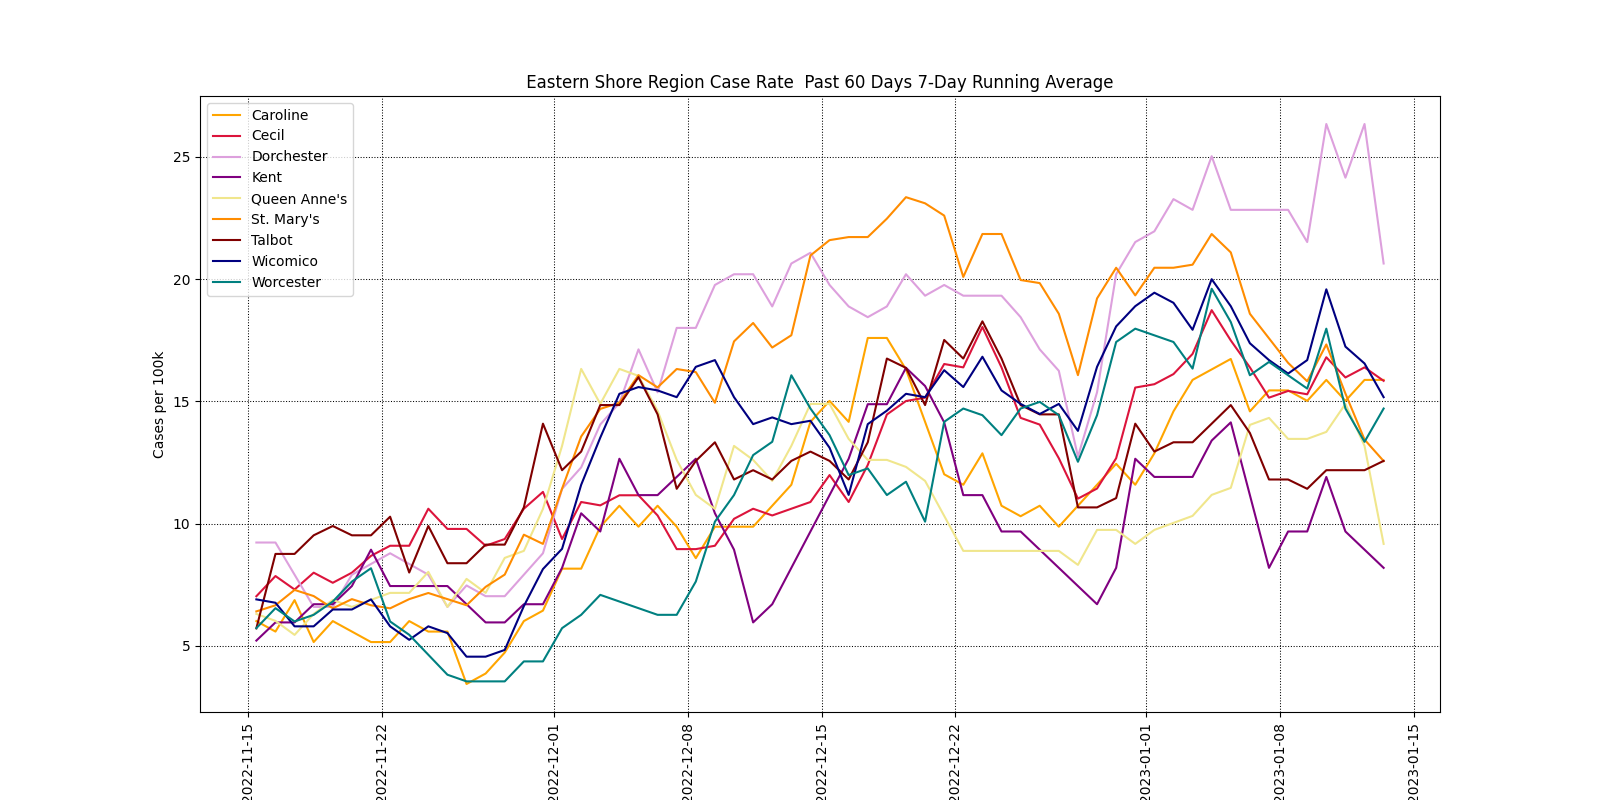 Eastern Shore Region Case Rate  Past 60 Days 7-Day Running Average
Caroline
Cecil
Dorchester
Kent
Queen Anne's
St. Mary's
Talbot
Wicomico
Worcester
Cases per 100k
25
20
15
10
5
2022-11-15
2022-11-22
2022-12-01
2022-12-08
2022-12-15
2022-12-22
2023-01-01
2023-01-08
2023-01-15